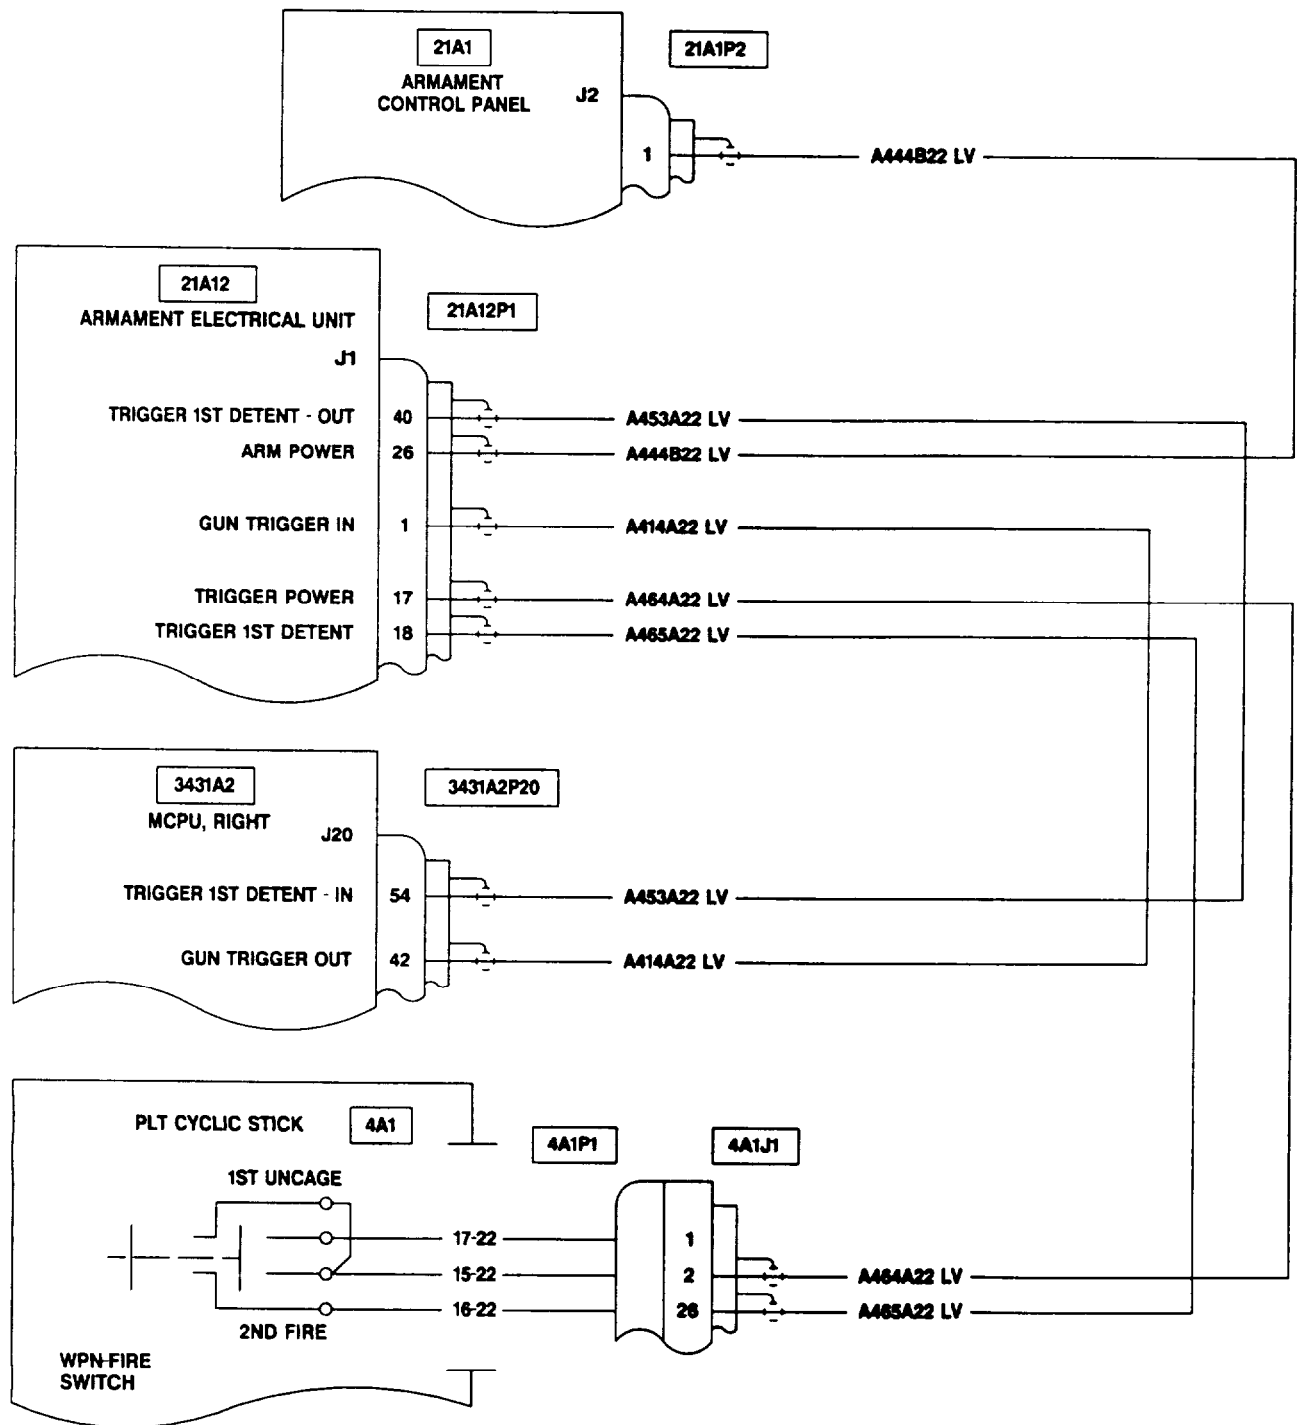 21A1
21A1P2
ARMAMENT
CONTROL PANEL
J2
1
A444B22 LV
21A12
ARMAMENT ELECTRICAL UNIT
21A12P1
J1
TRIGGER 1ST DETENT - OUT 40 A453A22 LV
ARM POWER 26 A444B22 LV
GUN TRIGGER IN 1 A414A22 LV
TRIGGER POWER 17 A464A22 LV
TRIGGER 1ST DETENT 18 A465A22 LV
3431A2
3431A2P20
MCPU, RIGHT
J20
TRIGGER 1ST DETENT - IN 54 A453A22 LV
GUN TRIGGER OUT 42 A414A22 LV
PLT CYCLIC STICK 4A1
4A1P1
4A1J1
1ST UNCAGE
17-22 1
15-22 2 A464A22 LV
16-22 26 A465A22 LV
2ND FIRE
WPN FIRE
SWITCH